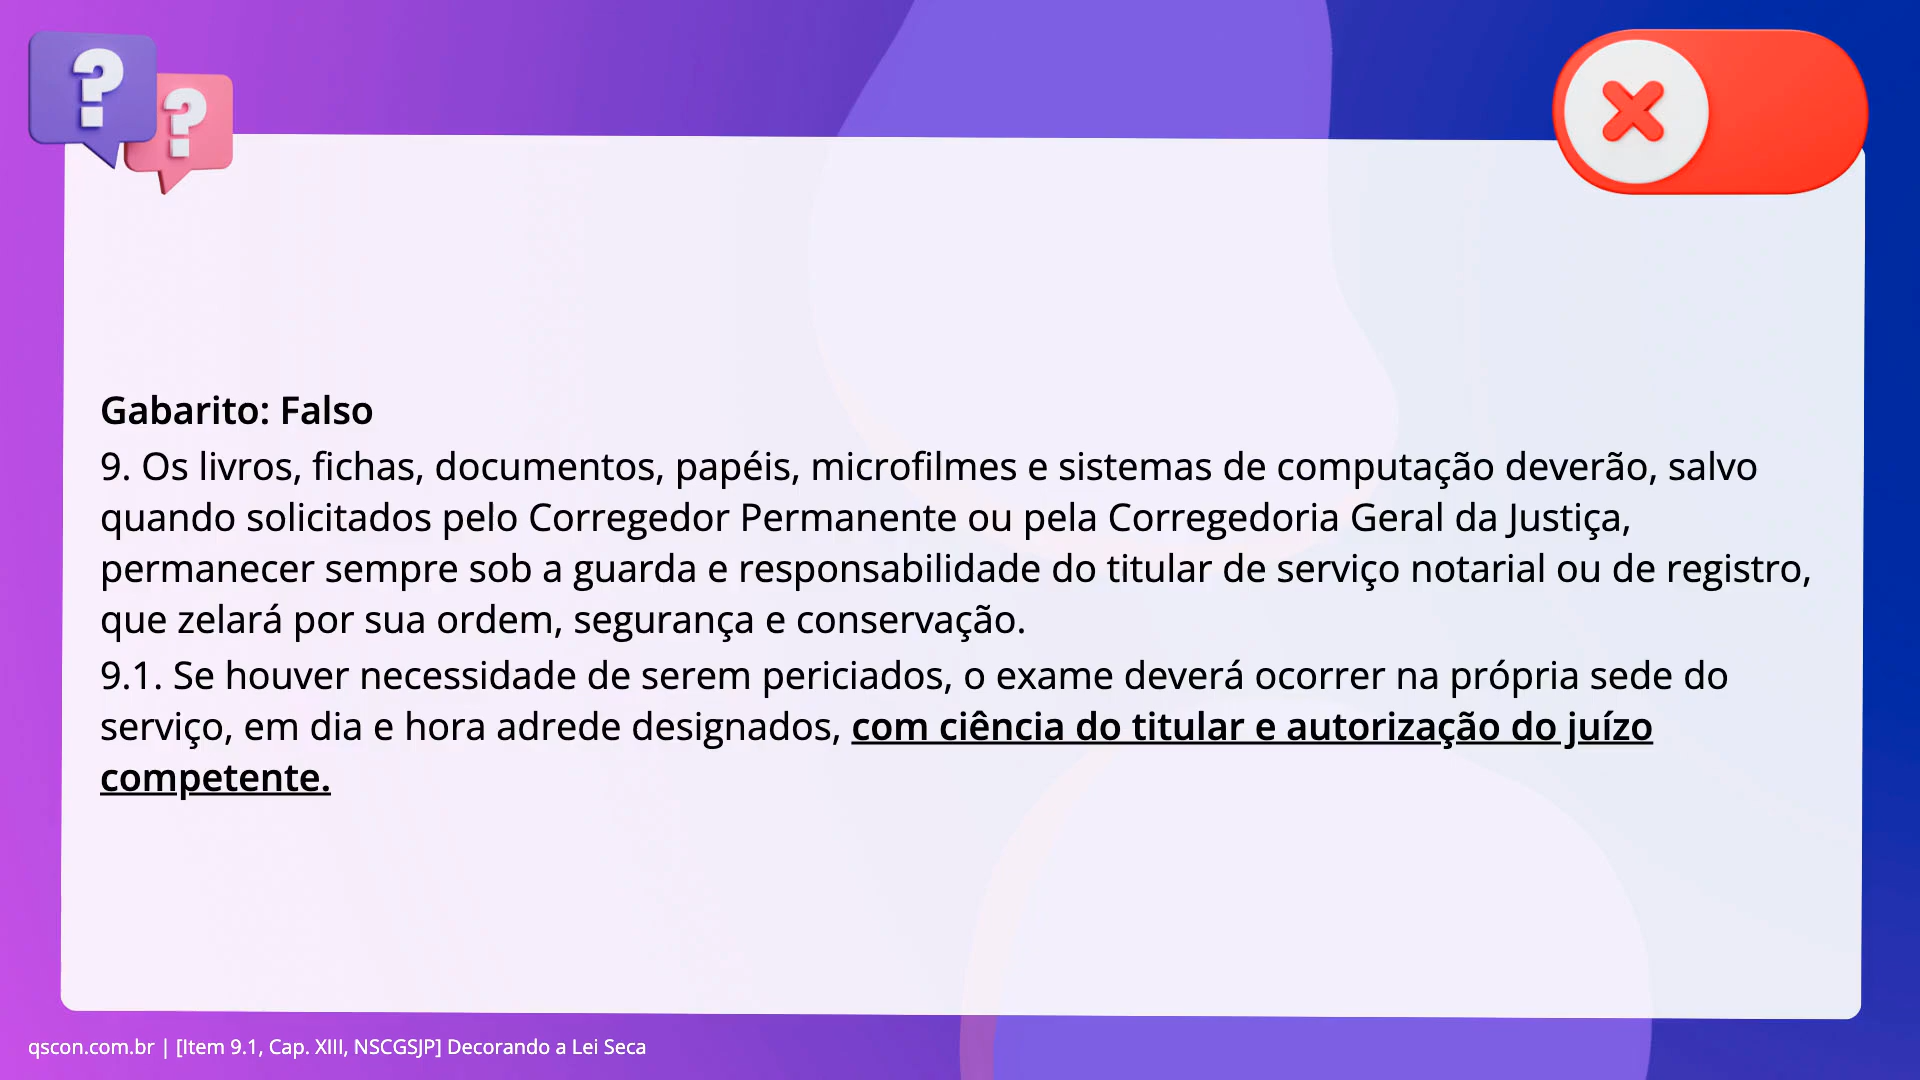 Gabarito: Falso
9. Os livros, fichas, documentos, papéis, microfilmes e sistemas de computação deverão, salvo
quando solicitados pelo Corregedor Permanente ou pela Corregedoria Geral da Justiça,
permanecer sempre sob a guarda e responsabilidade do titular de serviço notarial ou de registro,
que zelará por sua ordem, segurança e conservação.
9.1. Se houver necessidade de serem periciados, o exame deverá ocorrer na própria sede do
serviço, em dia e hora adrede designados, com ciência do titular e autorização do juízo
competente.
qscon.com.br | [Item 9.1, Cap. XIII, NSCGSJP] Decorando a Lei Seca